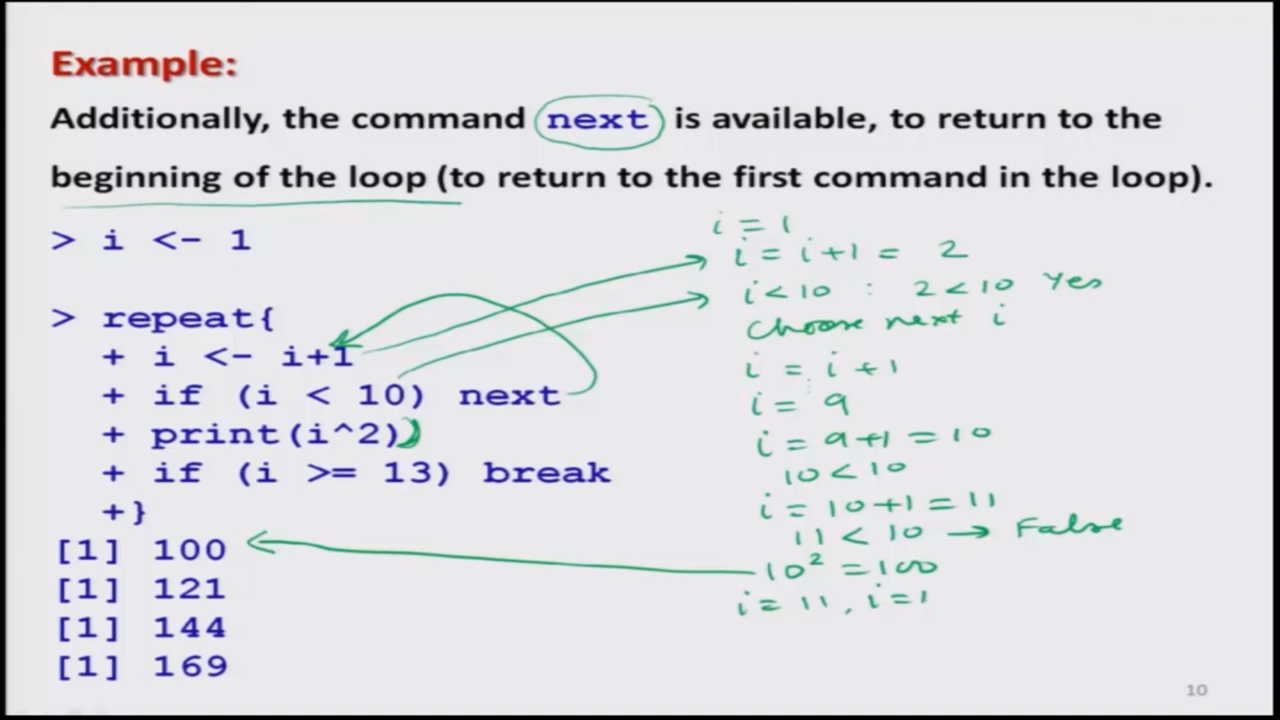 Example:
Additionally, the command next is available, to return to the
beginning of the loop (to return to the first command in the loop).
> i <- 1
> repeat{
+ i <- i+1
+ if (i < 10) next
+ print(i^2)
+ if (i >= 13) break
+}
[1] 100
[1] 121
[1] 144
[1] 169
i = 1
i = i+1 = 2
i<10 : 2<10 Yes
Choose next i
i = i+1
i = 9
i = 9+1 = 10
10<10
i = 10+1 = 11
11 < 10 → False
10² = 100
i = 11, i=1
10